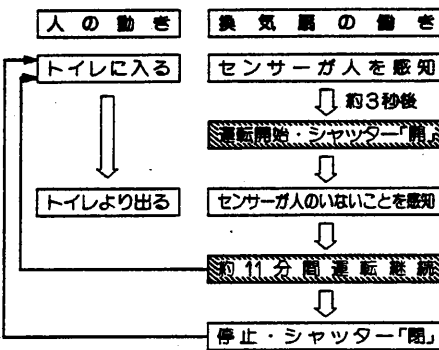 人の動き
換気扇の働き
トイレに入る
センサーが人を感知
約3秒後
運転開始・シャッター「開」
トイレより出る
センサーが人のいないことを感知
約11分間運転継続
停止・シャッター「閉」